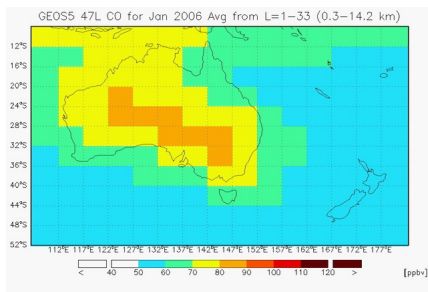 GEOS5 47L CO for Jan 2006 Avg from L=1-33 (0.3-14.2 km)
12°S
16°S
20°S
24°S
28°S
32°S
36°S
40°S
44°S
48°S
52°S
112°E 117°E 122°E 127°E 132°E 137°E 142°E 147°E 152°E 157°E 162°E 167°E 172°E 177°E
< 40 50 60 70 80 90 100 110 120 > [ppbv]